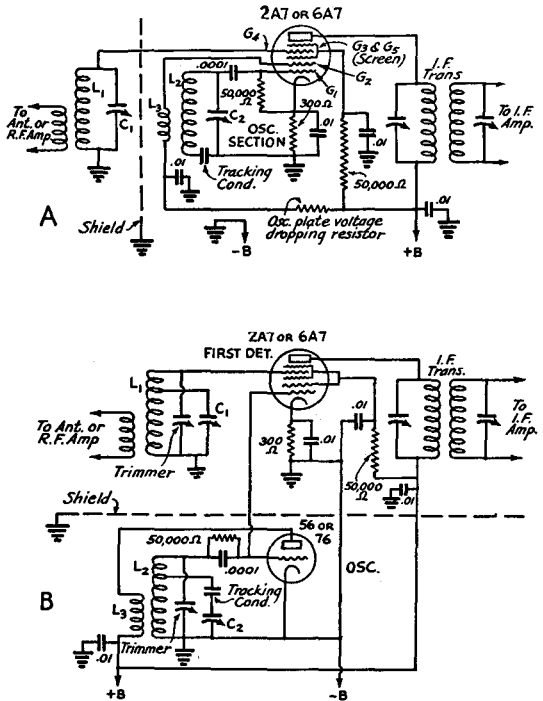 2A7 OR 6A7
G4
G3 & G5
(Screen)
G2
G1
I.F.
Trans
.0001
L2
L1
L3
50,000
Ω
300
Ω
To
Ant. or
R.F. Amp.
C1
C2
OSC.
SECTION
.01
.01
To I.F.
Amp.
.01
Tracking
Cond.
50,000 Ω
A
Shield
Osc. plate voltage
dropping resistor
.01
-B
+B
2A7 OR 6A7
FIRST DET.
I.F.
Trans.
L1
C1
To Ant. or
R.F. Amp
Trimmer
300
Ω
.01
.01
50,000
Ω
.01
To
I.F.
Amp.
Shield
56 OR
76
50,000 Ω
.0001
L2
OSC.
B
Tracking
Cond.
L3
C2
.01
Trimmer
+B
-B